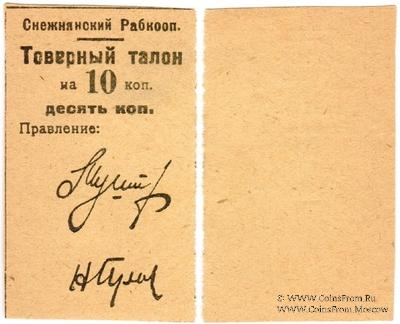 Снежнянский Рабкооп.
Товерный талон
на 10 коп.
десять коп.
Правление:
© WWW.CoinsFrom.RU
WWW.CoinsFrom.Moscow